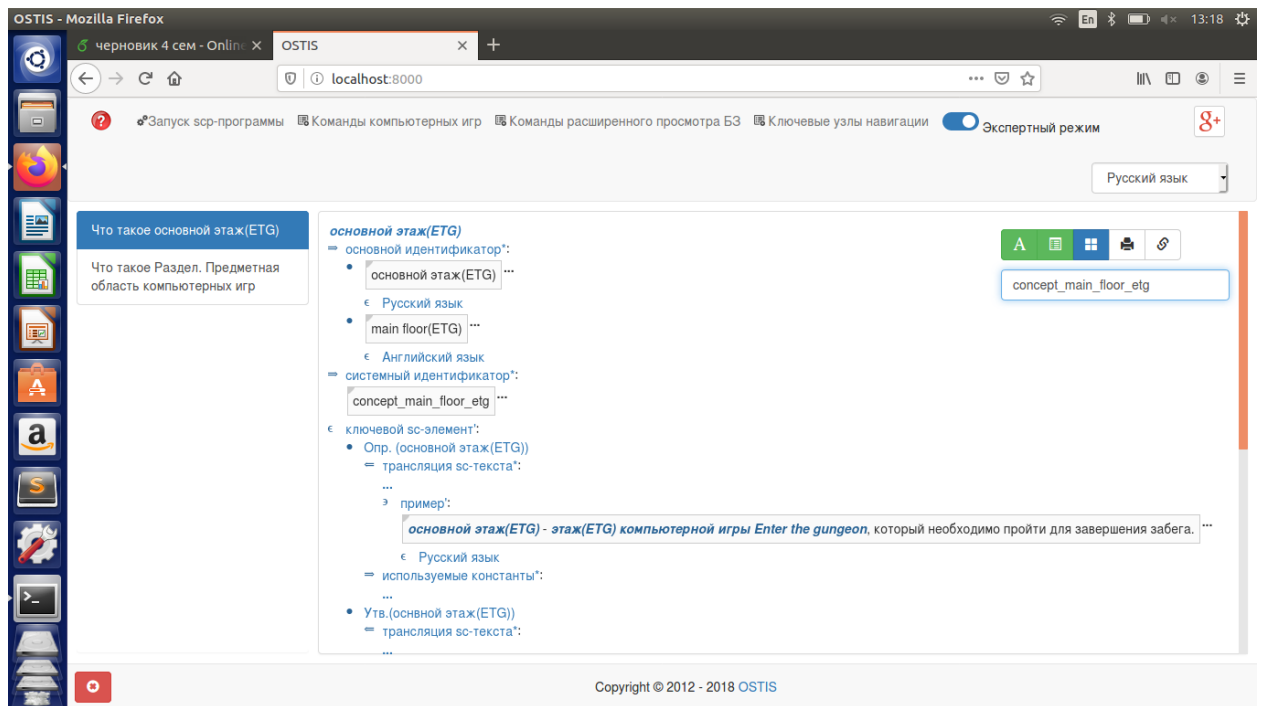 OSTIS - Mozilla Firefox
En
13:18
черновик 4 сем - Onlin
OSTIS
localhost:8000
Запуск scp-программы
Команды компьютерных игр
Команды расширенного просмотра БЗ
Ключевые узлы навигации
Экспертный режим
g+
Русский язык
Что такое основной этаж(ETG)
Что такое Раздел. Предметная
область компьютерных игр
A
concept_main_floor_etg
основной этаж(ETG)
⇒ основной идентификатор*:
• основной этаж(ETG) ...
є Русский язык
• main floor(ETG) ...
є Английский язык
⇒ системный идентификатор*:
concept_main_floor_etg ...
є ключевой sc-элемент':
• Опр. (основной этаж(ETG))
⇐ трансляция sc-текста*:
...
э пример':
основной этаж(ETG) - этаж(ETG) компьютерной игры Enter the gungeon, который необходимо пройти для завершения забега. ...
є Русский язык
⇒ используемые константы*:
...
• Утв.(оснвной этаж(ETG))
⇐ трансляция sc-текста*:
...
Copyright © 2012 - 2018 OSTIS